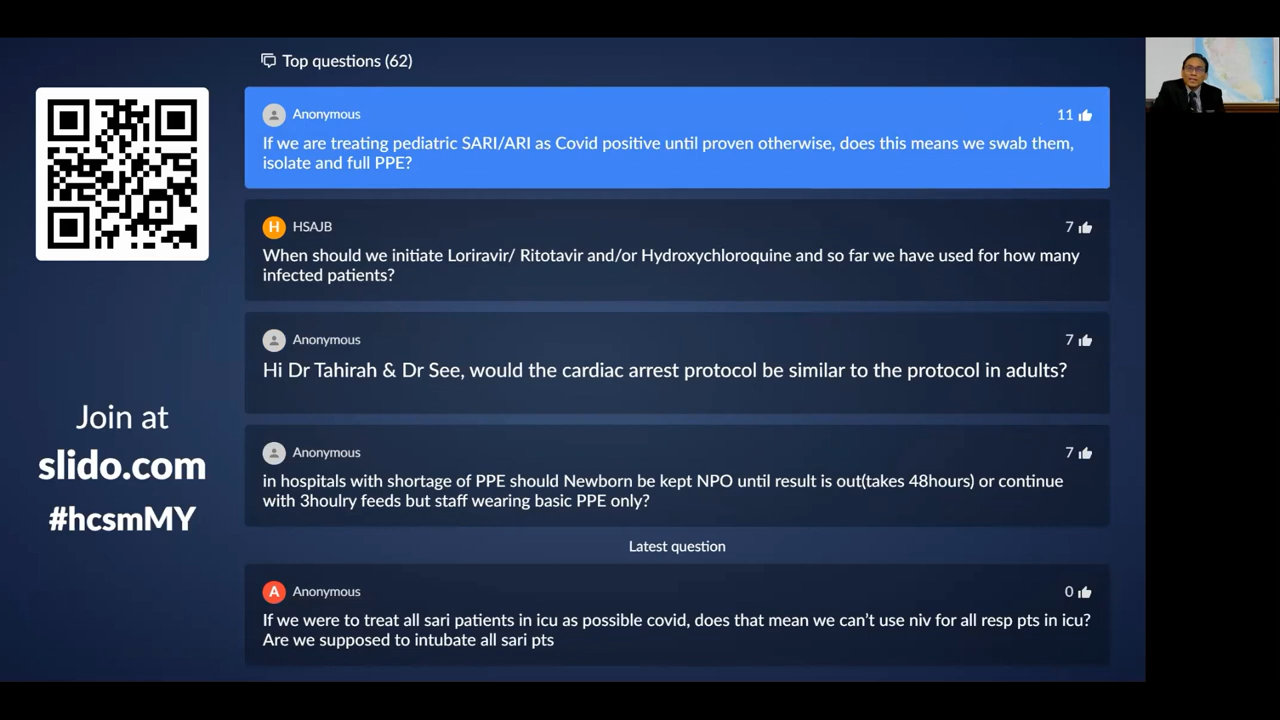 Top questions (62)
Anonymous
11
If we are treating pediatric SARI/ARI as Covid positive until proven otherwise, does this means we swab them,
isolate and full PPE?
H HSAJB
7
When should we initiate Loriravir/ Ritotavir and/or Hydroxychloroquine and so far we have used for how many
infected patients?
Anonymous
7
Hi Dr Tahirah & Dr See, would the cardiac arrest protocol be similar to the protocol in adults?
Anonymous
7
in hospitals with shortage of PPE should Newborn be kept NPO until result is out(takes 48hours) or continue
with 3houlry feeds but staff wearing basic PPE only?
Latest question
A Anonymous
0
If we were to treat all sari patients in icu as possible covid, does that mean we can't use niv for all resp pts in icu?
Are we supposed to intubate all sari pts
Join at
slido.com
#hcsmMY